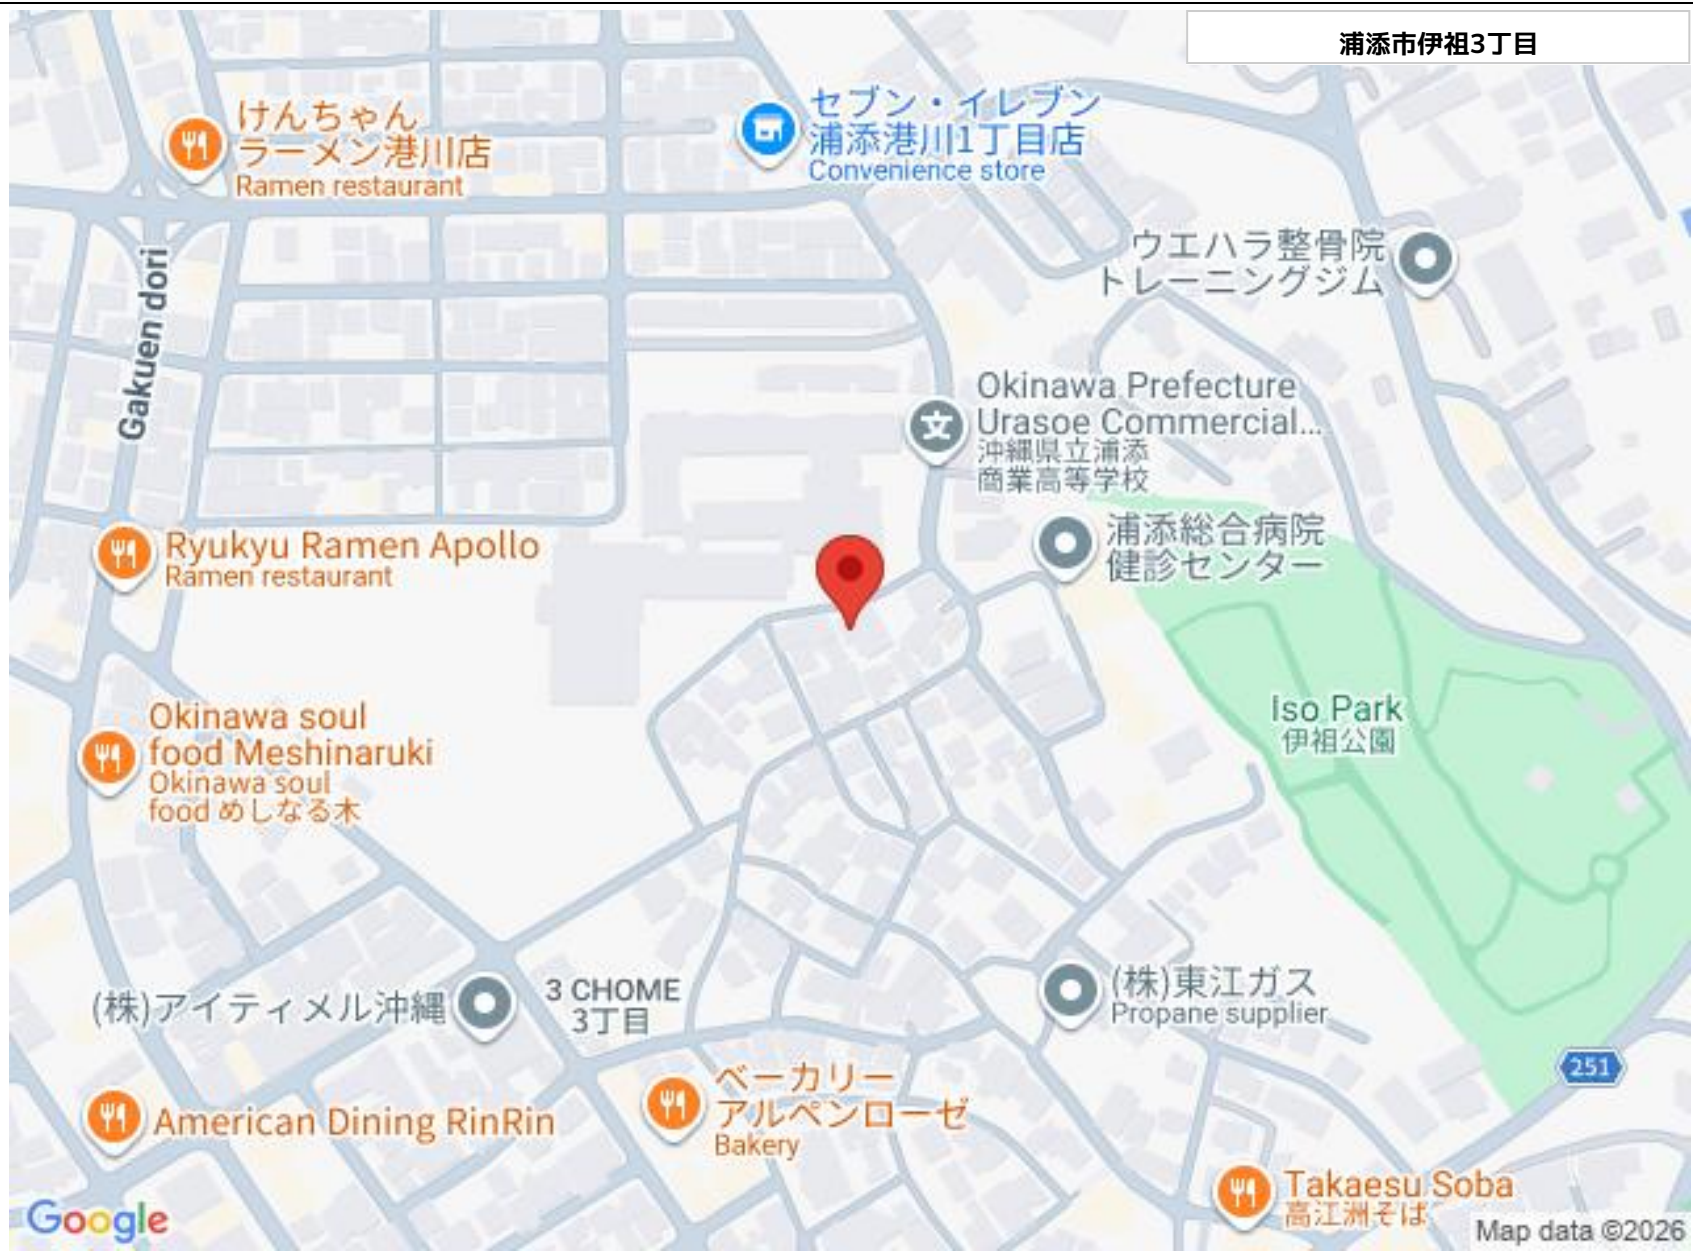 浦添市伊祖3丁目
けんちゃん
ラーメン港川店
Ramen restaurant
セブン・イレブン
浦添港川1丁目店
Convenience store
ウエハラ整骨院
トレーニングジム
Gakuen dori
Okinawa Prefecture
Urasoe Commercial...
沖縄県立浦添
商業高等学校
浦添総合病院
健診センター
Ryukyu Ramen Apollo
Ramen restaurant
Iso Park
伊祖公園
Okinawa soul
food Meshinaruki
Okinawa soul
food めしなる木
(株)アイティメル沖縄
3 CHOME
3丁目
(株)東江ガス
Propane supplier
251
ベーカリー
アルペンローゼ
Bakery
American Dining RinRin
Takaesu Soba
高江洲そば
Google
Map data ©2026